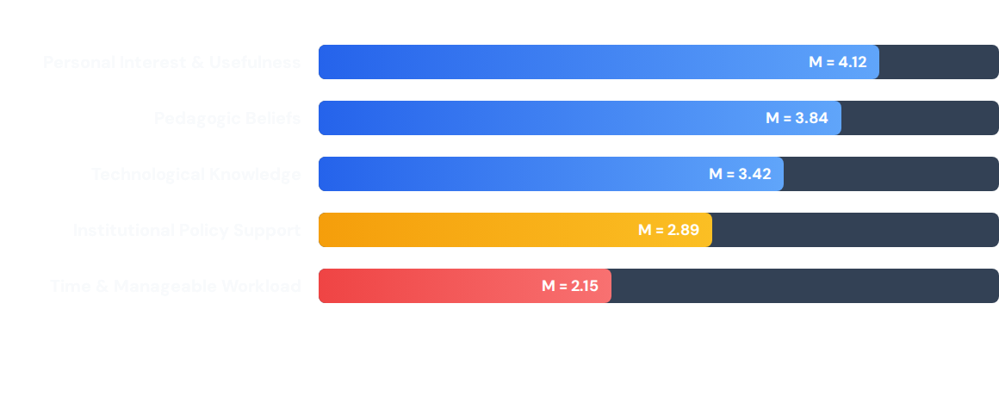 Personal Interest & Usefulness
M = 4.12
Pedagogic Beliefs
M = 3.84
Technological Knowledge
M = 3.42
Institutional Policy Support
M = 2.89
Time & Manageable Workload
M = 2.15